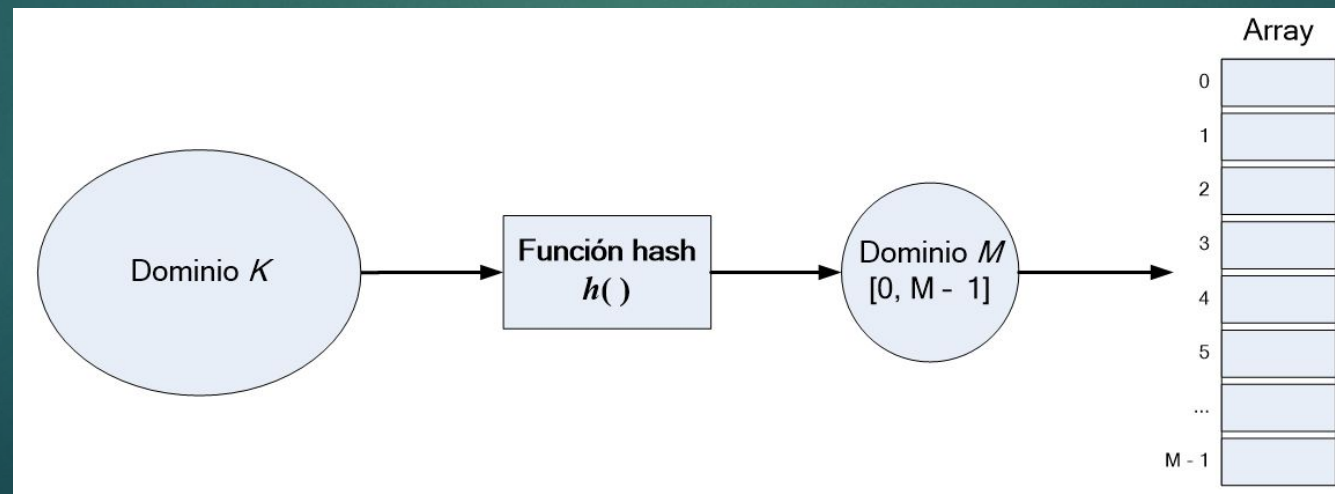 Dominio K
Función hash
h( )
Dominio M
[0, M - 1]
Array
0
1
2
3
4
5
...
M - 1